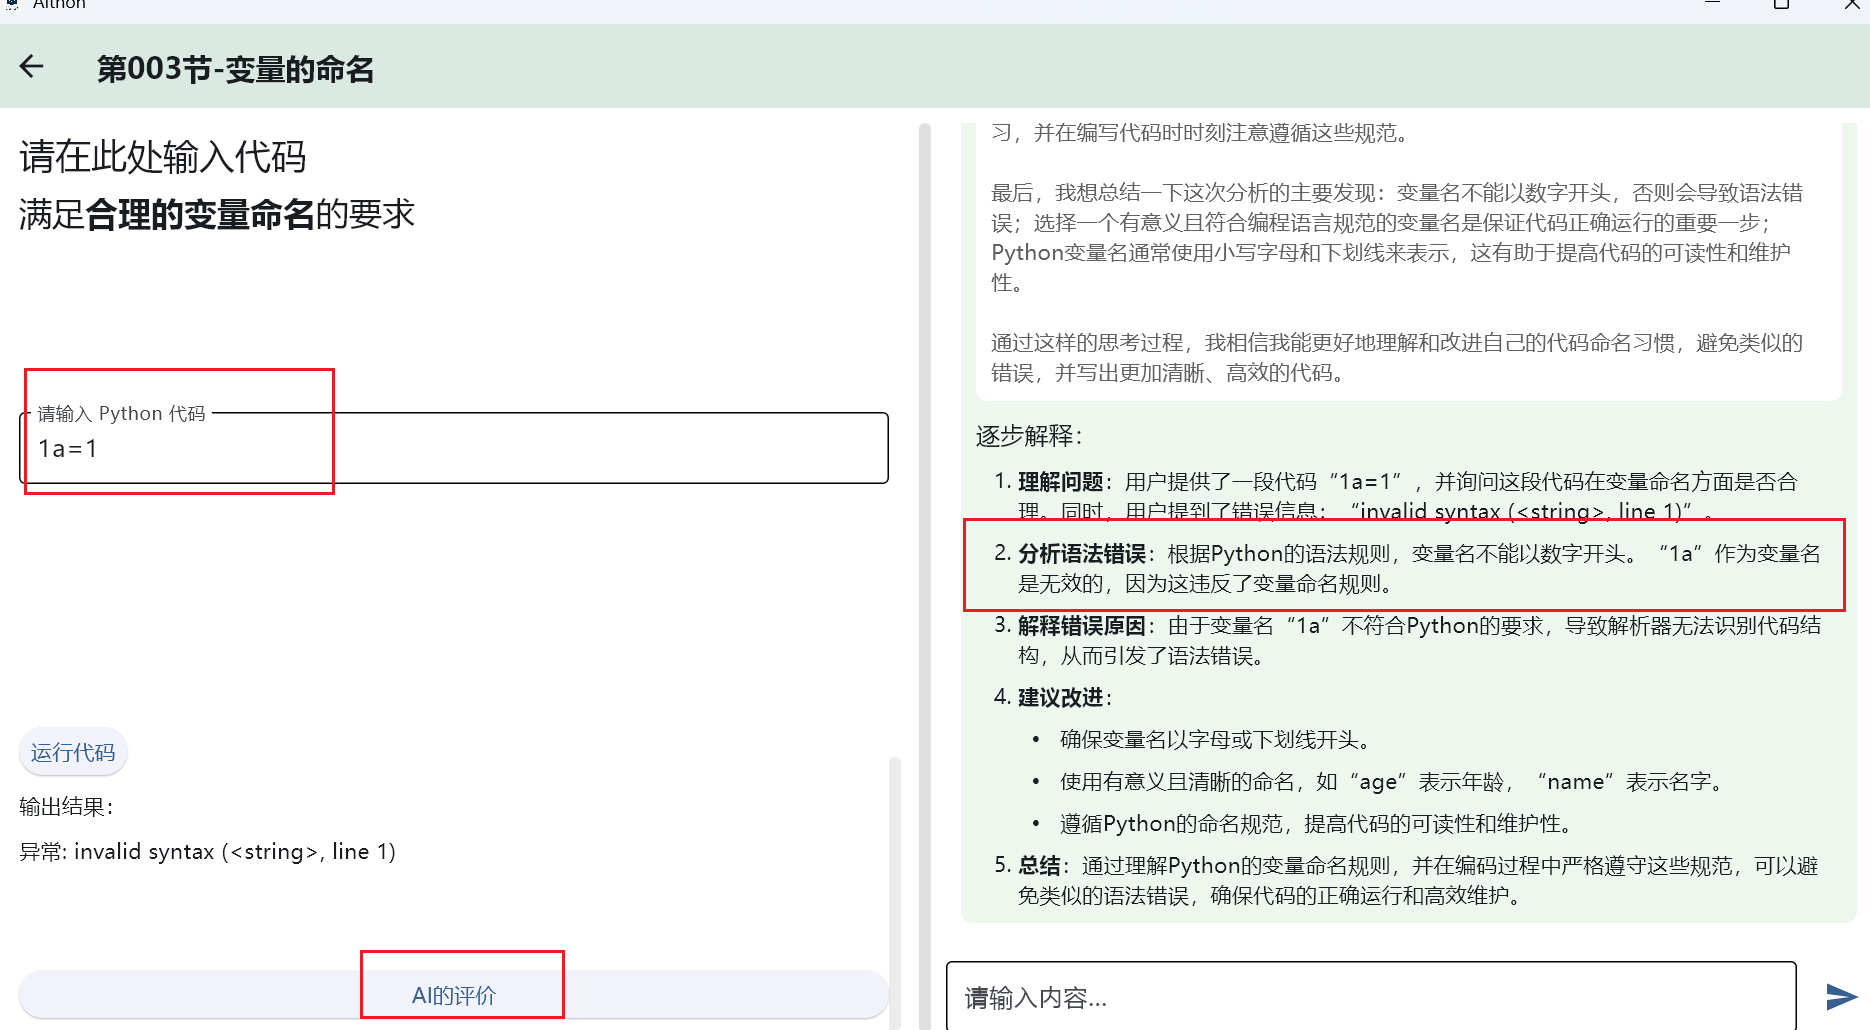 Aithon
第003节-变量的命名
请在此处输入代码
满足合理的变量命名的要求
请输入 Python 代码
1a=1
运行代码
输出结果：
异常: invalid syntax (<string>, line 1)
AI的评价
习，并在编写代码时时刻注意遵循这些规范。
最后，我想总结一下这次分析的主要发现：变量名不能以数字开头，否则会导致语法错
误；选择一个有意义且符合编程语言规范的变量名是保证代码正确运行的重要一步；
Python变量名通常使用小写字母和下划线来表示，这有助于提高代码的可读性和维护
性。
通过这样的思考过程，我相信我能更好地理解和改进自己的代码命名习惯，避免类似的
错误，并写出更加清晰、高效的代码。
逐步解释：
1. 理解问题：用户提供了一段代码“1a=1”，并询问这段代码在变量命名方面是否合
理。同时，用户提到了错误信息：“invalid syntax (<string>, line 1)”。
2. 分析语法错误：根据Python的语法规则，变量名不能以数字开头。“1a”作为变量名
是无效的，因为这违反了变量命名规则。
3. 解释错误原因：由于变量名“1a”不符合Python的要求，导致解析器无法识别代码结
构，从而引发了语法错误。
4. 建议改进：
• 确保变量名以字母或下划线开头。
• 使用有意义且清晰的命名，如“age”表示年龄，“name”表示名字。
• 遵循Python的命名规范，提高代码的可读性和维护性。
5. 总结：通过理解Python的变量命名规则，并在编码过程中严格遵守这些规范，可以避
免类似的语法错误，确保代码的正确运行和高效维护。
请输入内容...